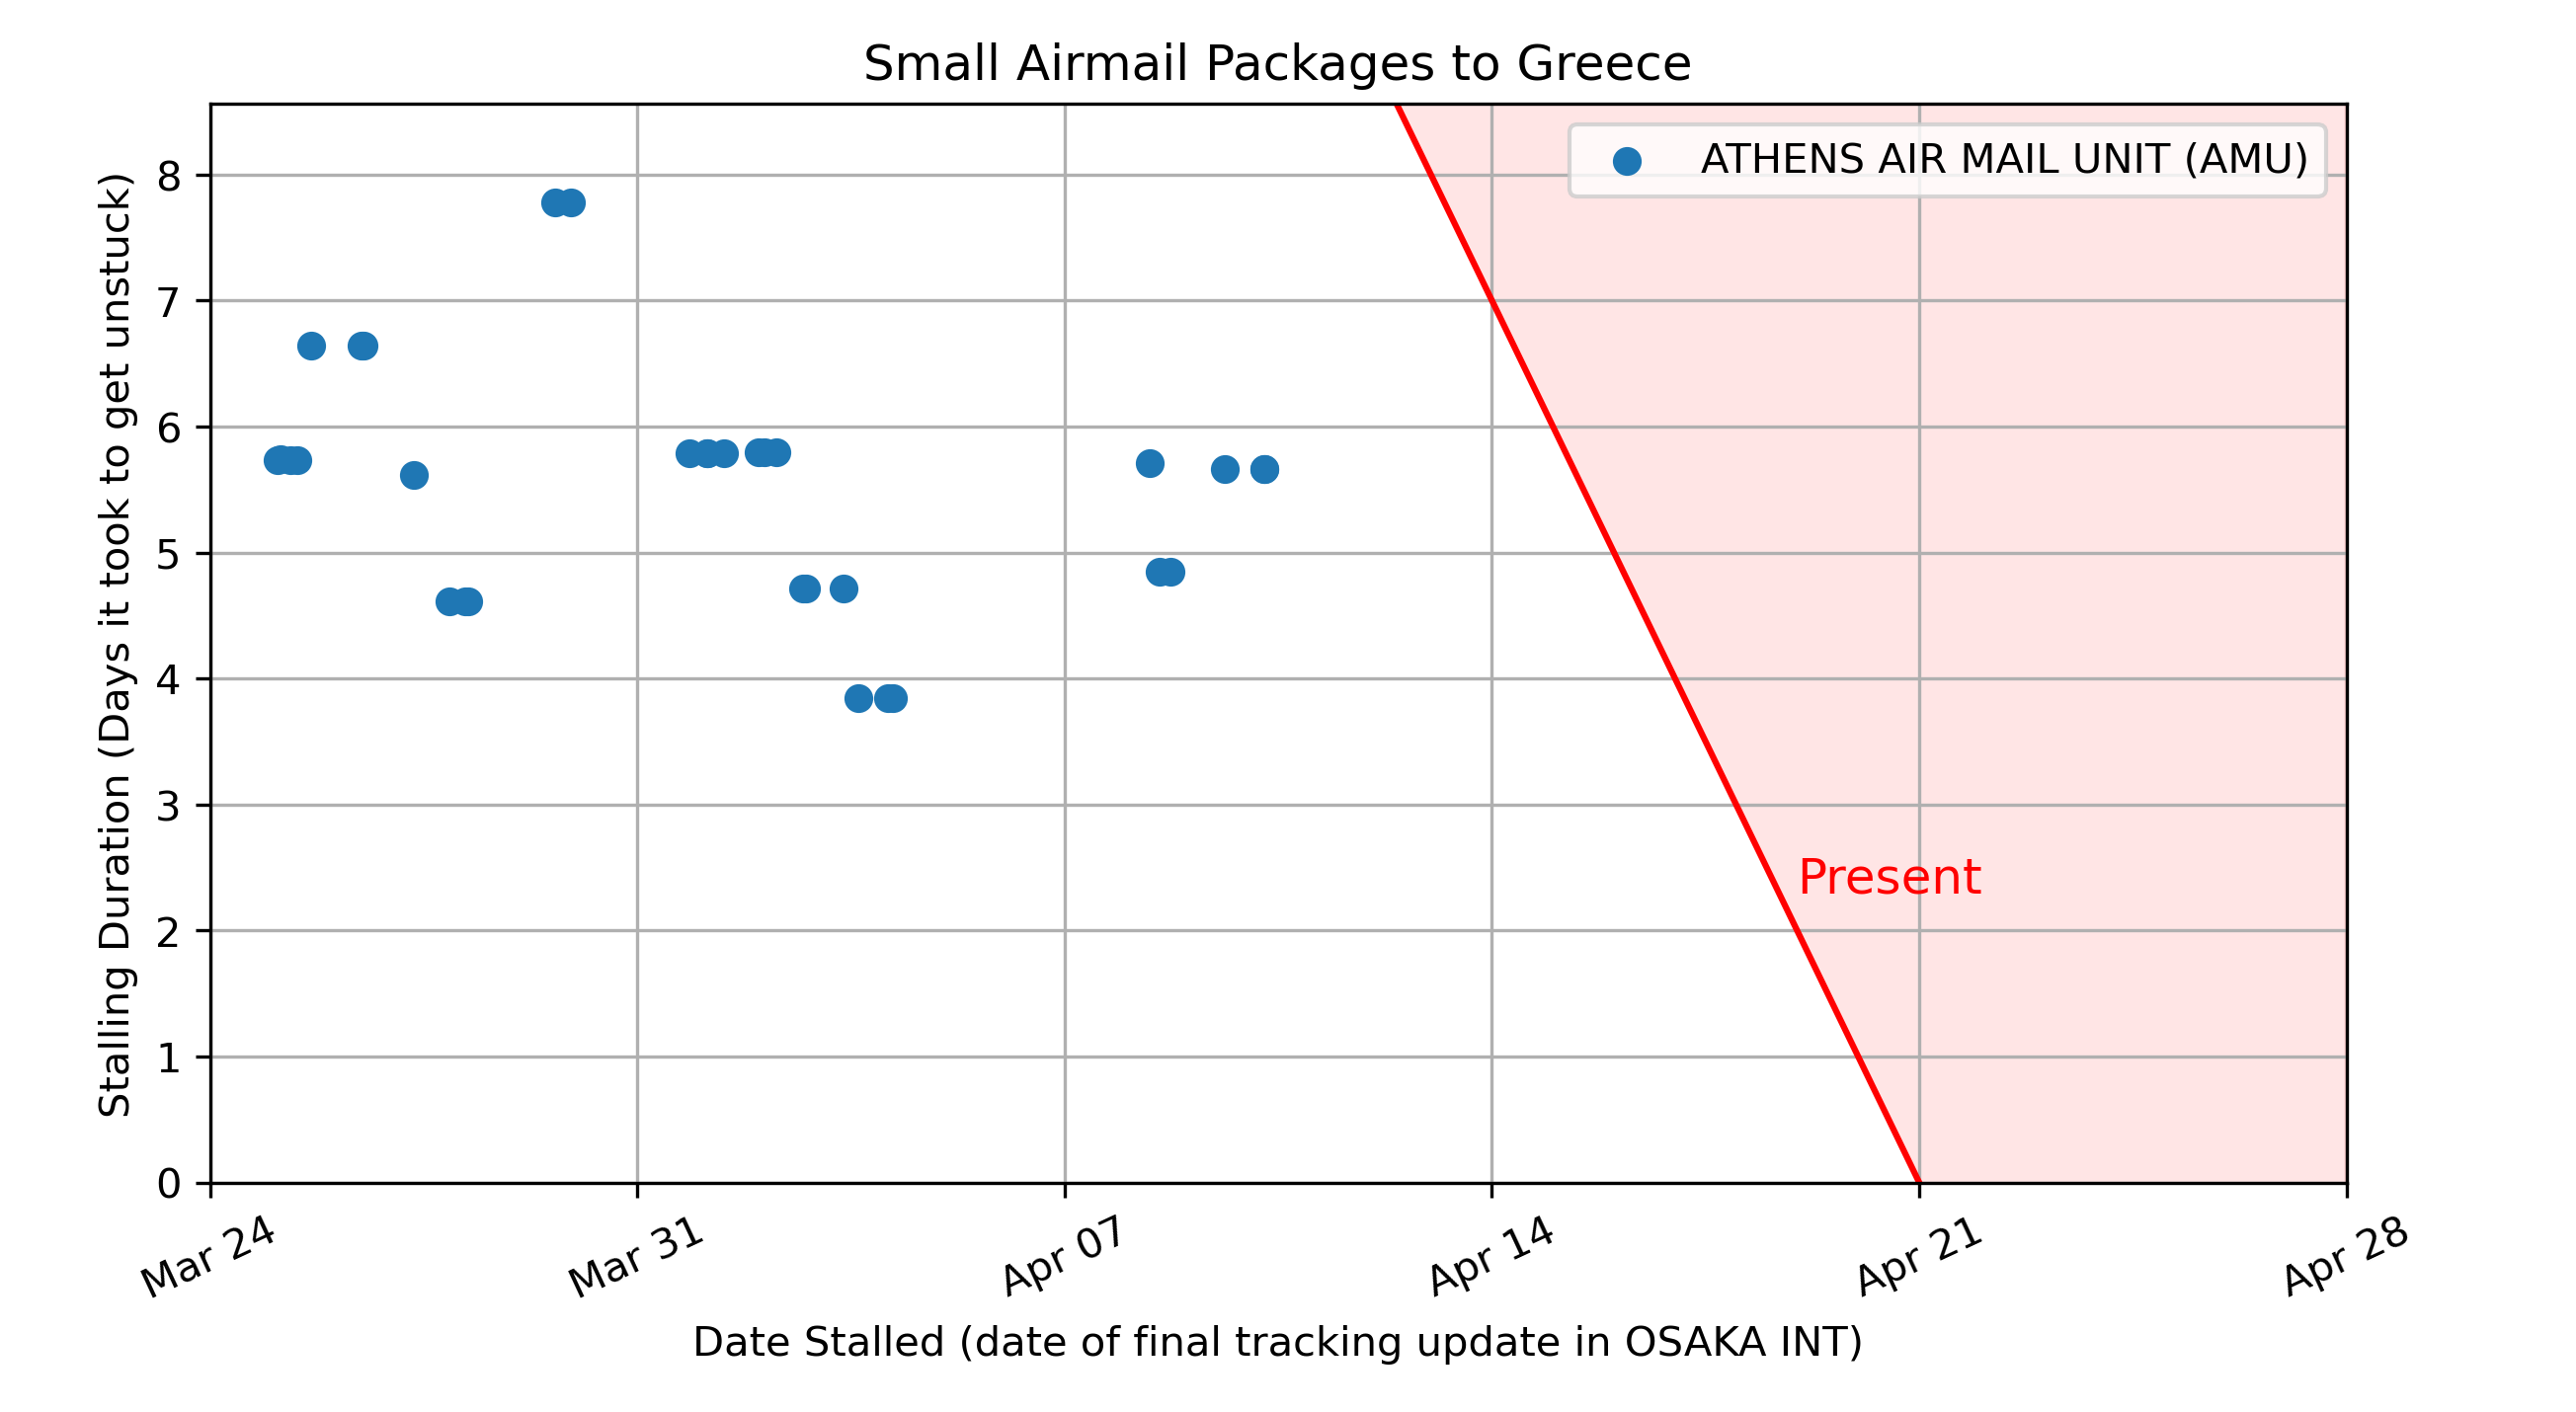 Small Airmail Packages to Greece
ATHENS AIR MAIL UNIT (AMU)
Stalling Duration (Days it took to get unstuck)
8
7
6
5
4
3
2
1
0
Present
Mar 24
Mar 31
Apr 07
Apr 14
Apr 21
Apr 28
Date Stalled (date of final tracking update in OSAKA INT)